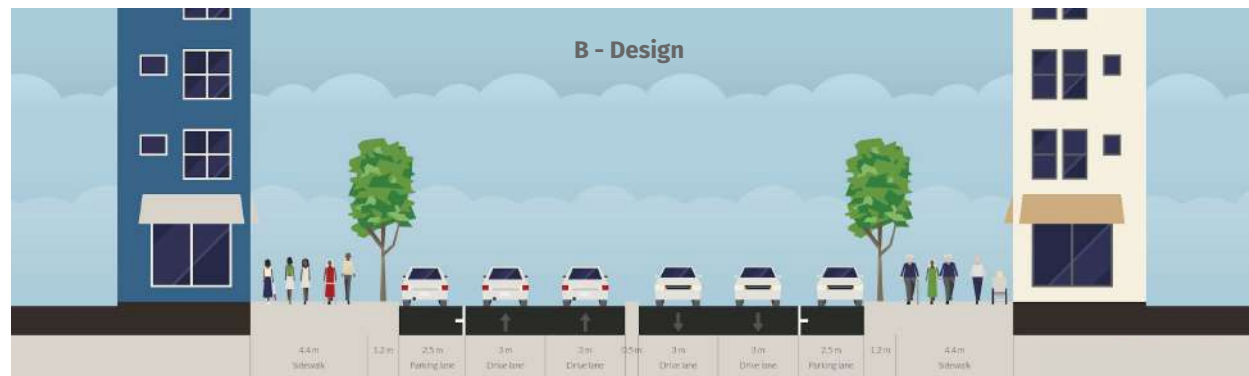 B - Design
4.4 m
Sidewalk
1.2 m
2.5 m
Parking lane
3 m
Drive lane
3 m
Drive lane
0.5 m
3 m
Drive lane
3 m
Drive lane
2.5 m
Parking lane
1.2 m
4.4 m
Sidewalk